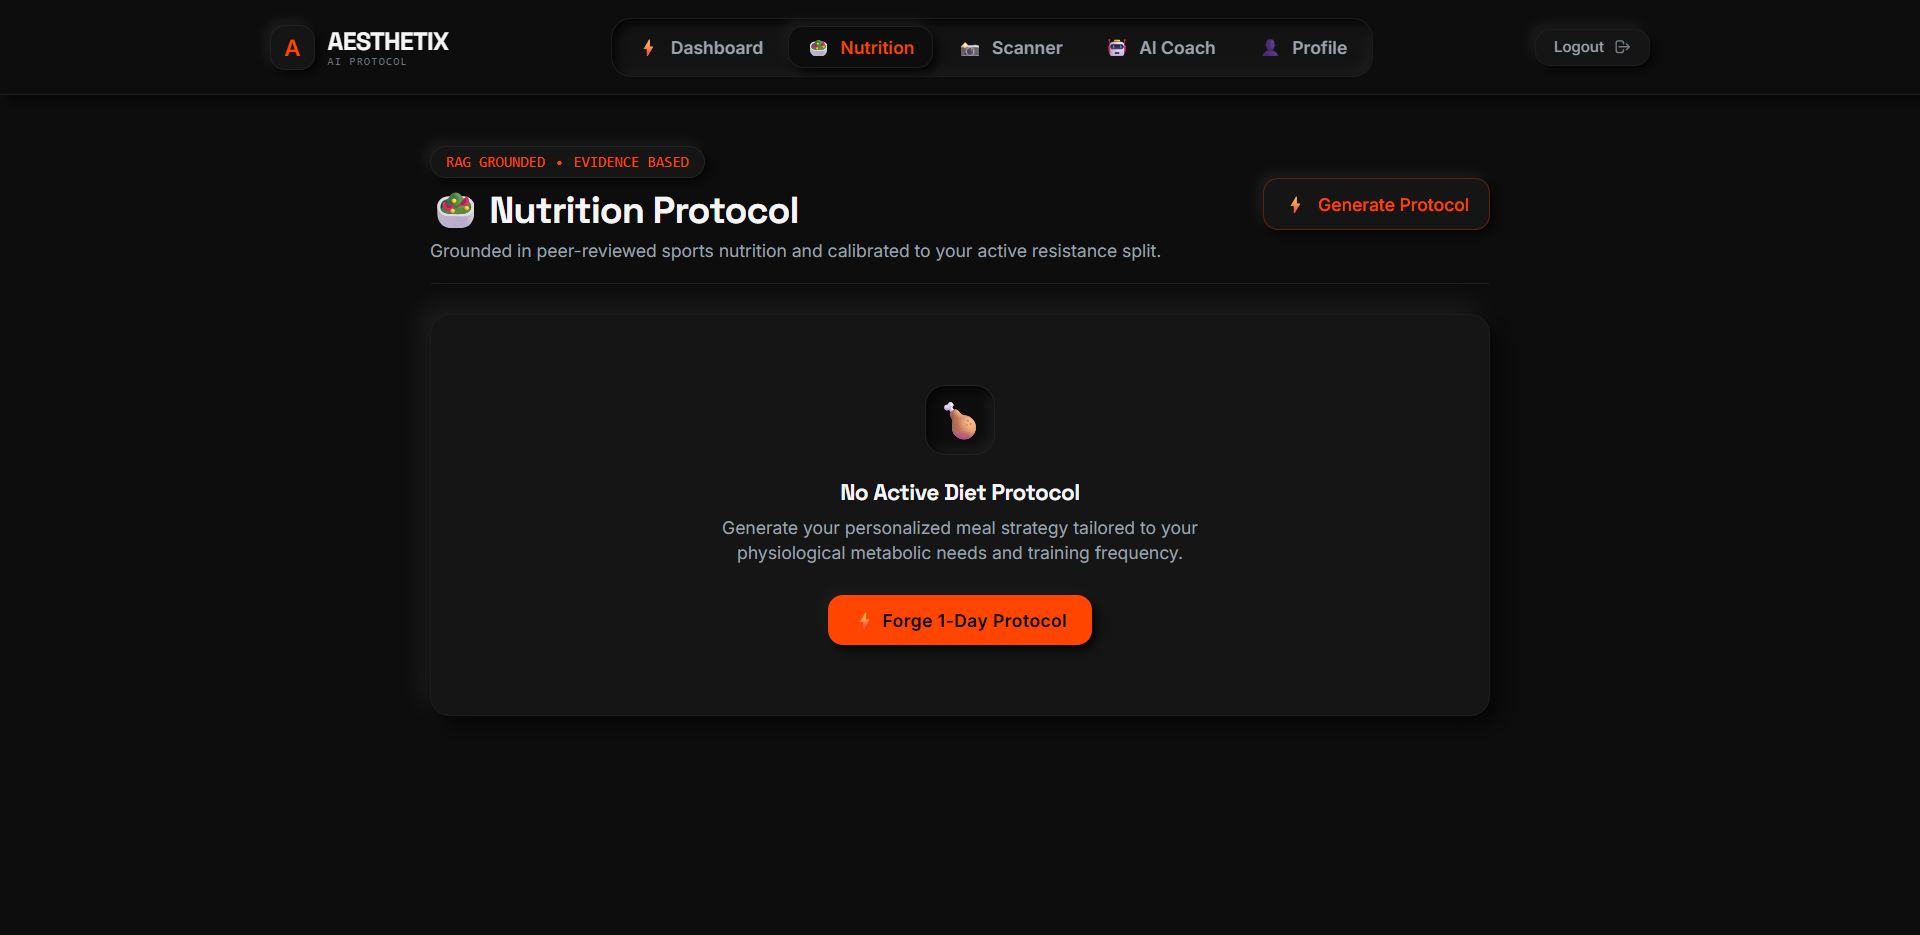 A
AESTHETIX
AI PROTOCOL
Dashboard
Nutrition
Scanner
AI Coach
Profile
Logout
RAG GROUNDED • EVIDENCE BASED
Nutrition Protocol
Grounded in peer-reviewed sports nutrition and calibrated to your active resistance split.
Generate Protocol
No Active Diet Protocol
Generate your personalized meal strategy tailored to your
physiological metabolic needs and training frequency.
Forge 1-Day Protocol